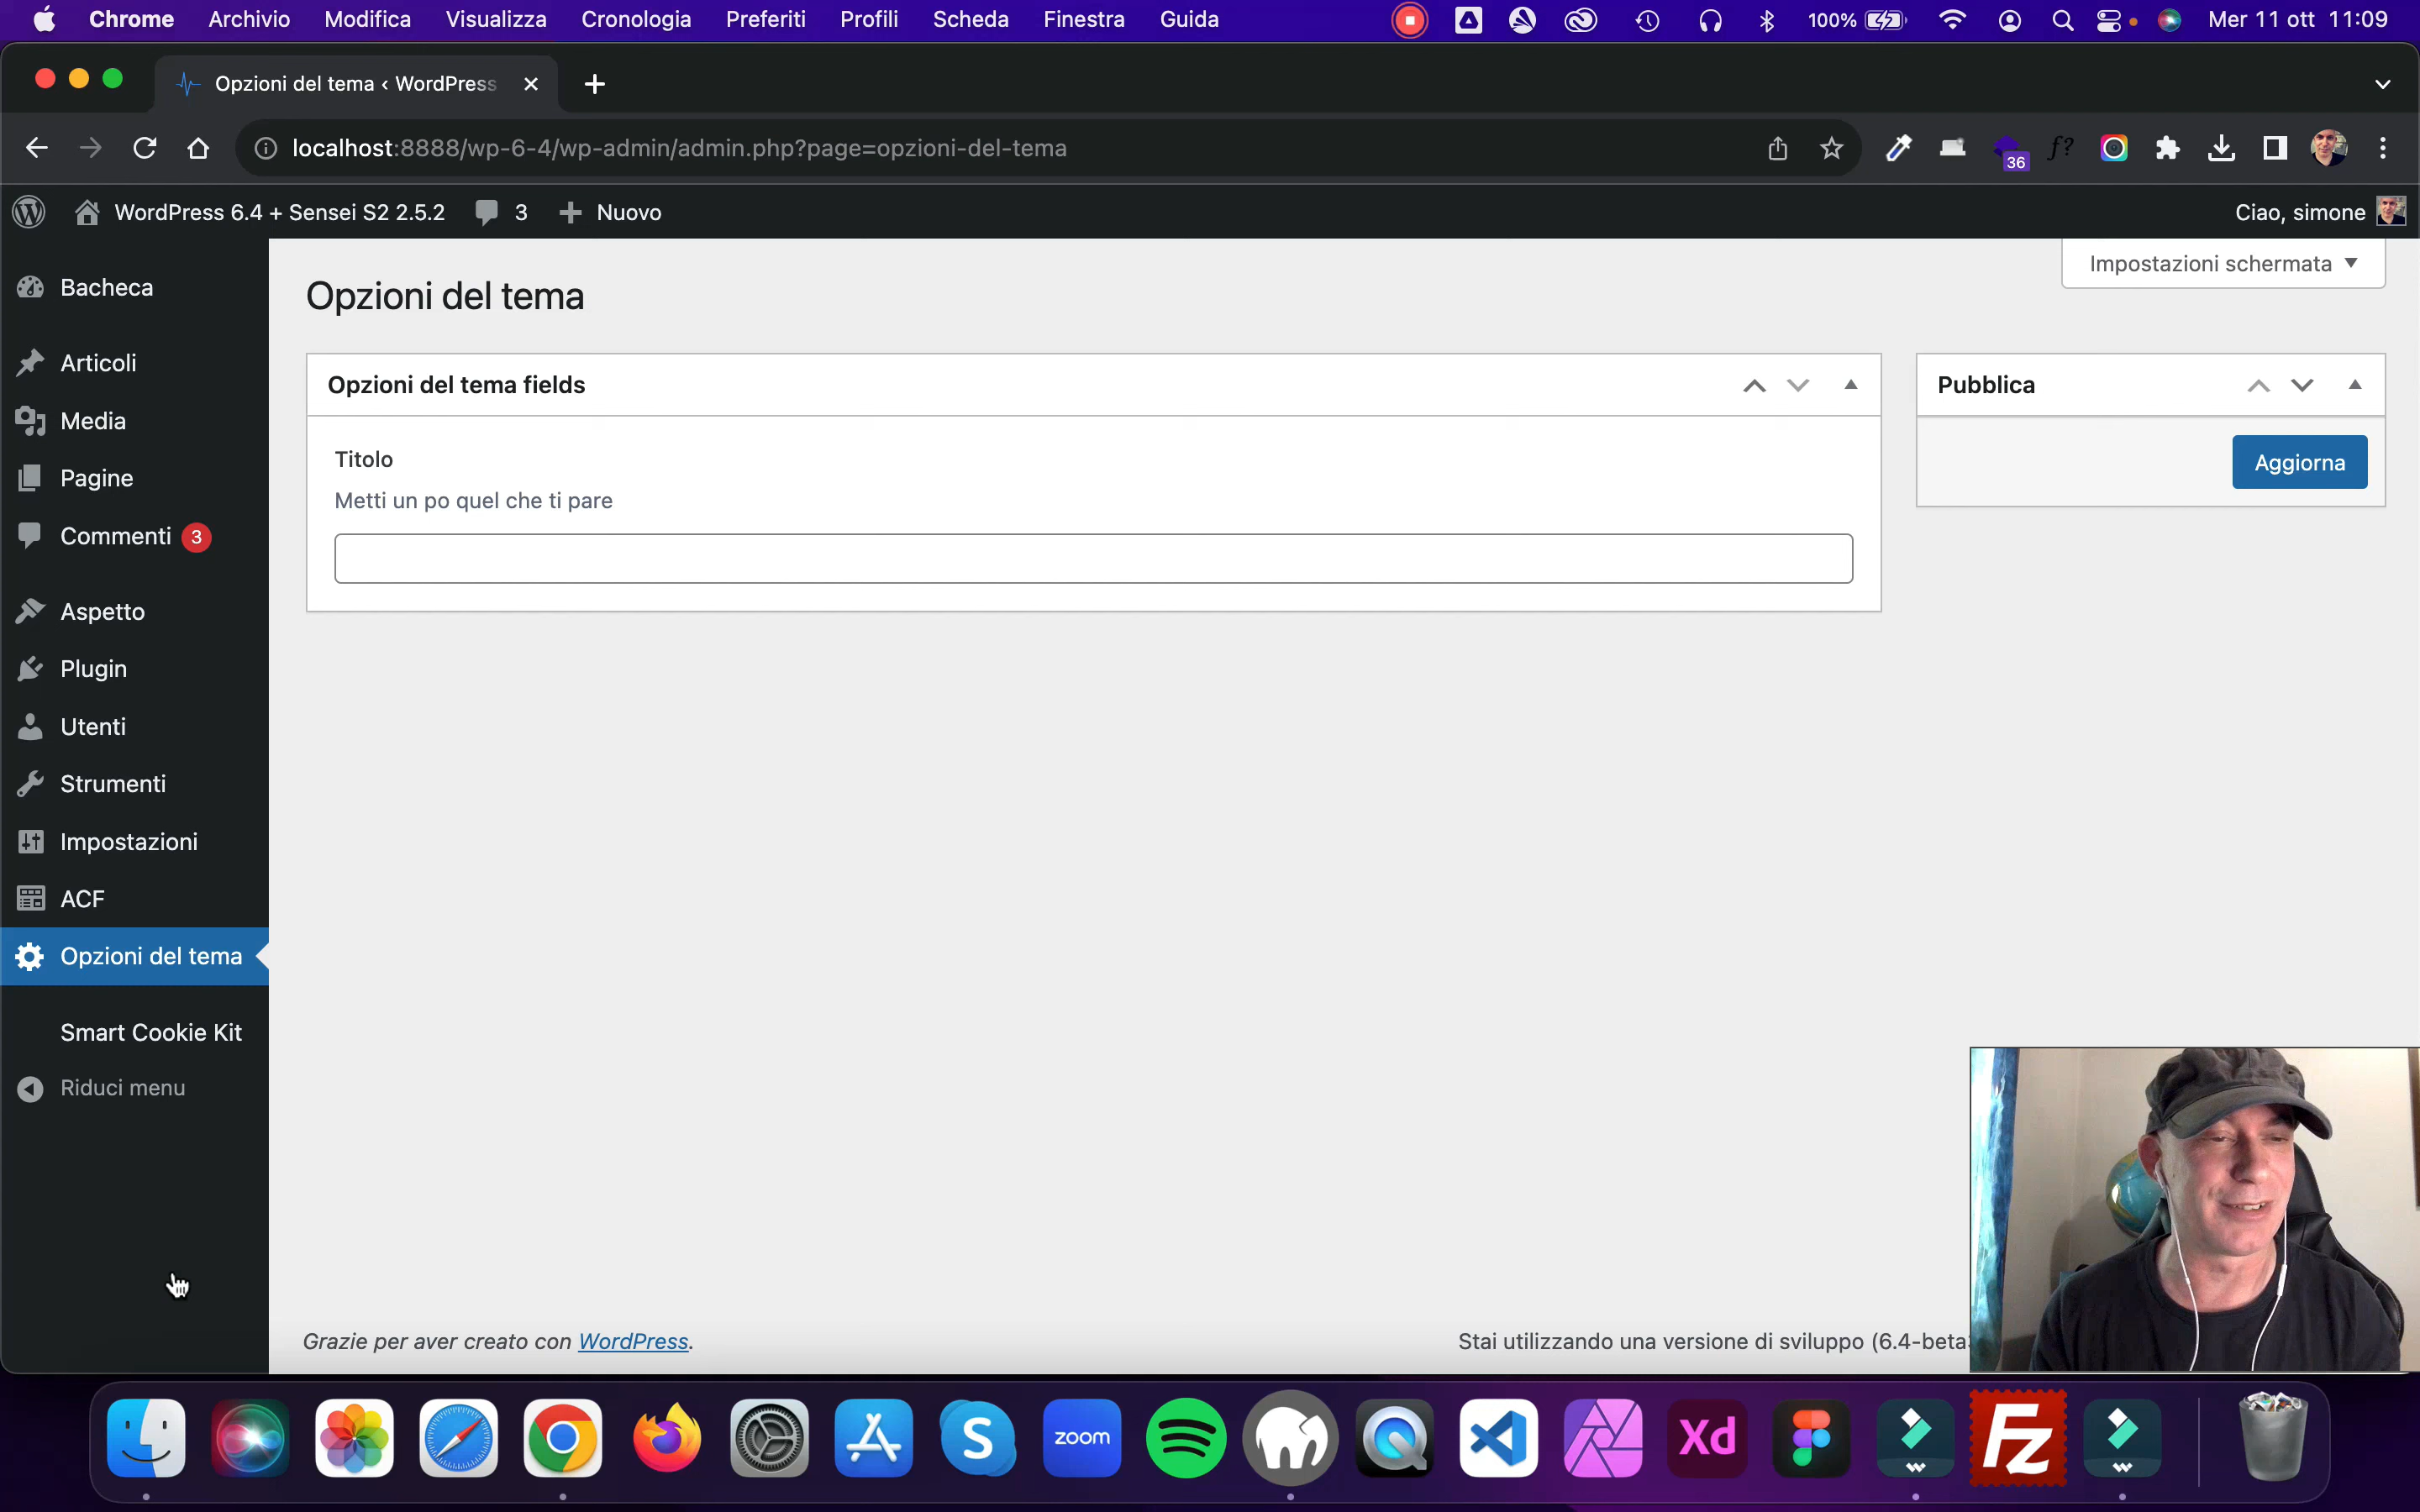 Chrome Archivio Modifica Visualizza Cronologia Preferiti Profili Scheda Finestra Guida 100% Mer 11 ott 11:09
Opzioni del tema ‹ WordPress
localhost:8888/wp-6-4/wp-admin/admin.php?page=opzioni-del-tema
f?
36
WordPress 6.4 + Sensei S2 2.5.2 3 Nuovo Ciao, simone
Impostazioni schermata
Bacheca
Articoli
Media
Pagine
Commenti 3
Aspetto
Plugin
Utenti
Strumenti
Impostazioni
ACF
Opzioni del tema
Smart Cookie Kit
Riduci menu
Opzioni del tema
Opzioni del tema fields
Titolo
Metti un po quel che ti pare
Pubblica
Aggiorna
Grazie per aver creato con WordPress.
Stai utilizzando una versione di sviluppo (6.4-beta
zoom
Xd
Fz